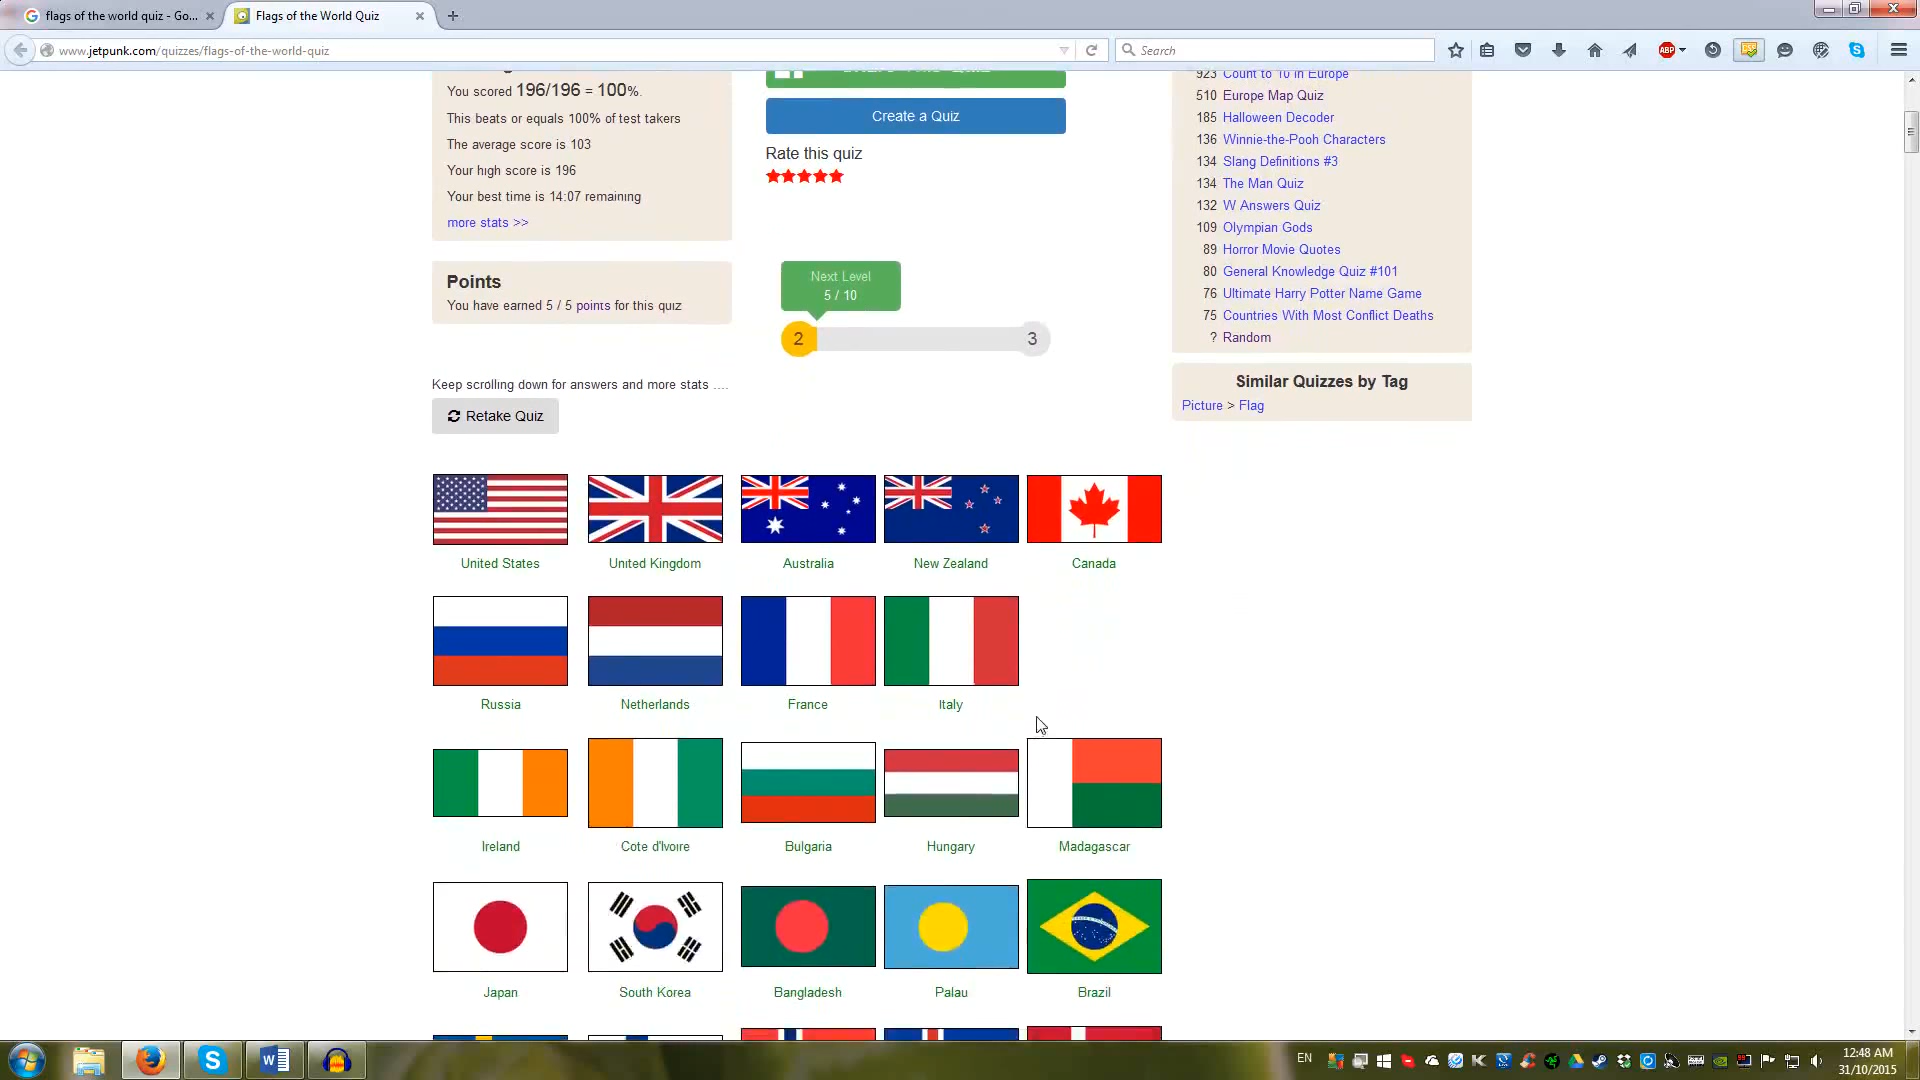 flags of the world quiz - Go...
Flags of the World Quiz
www.jetpunk.com/quizzes/flags-of-the-world-quiz
Search
ABP
You scored 196/196 = 100%.
This beats or equals 100% of test takers
The average score is 103
Your high score is 196
Your best time is 14:07 remaining
more stats >>
Points
You have earned 5 / 5 points for this quiz
Keep scrolling down for answers and more stats ....
Retake Quiz
Create a Quiz
Rate this quiz
Next Level
5 / 10
2
3
923 Count to 10 in Europe
510 Europe Map Quiz
185 Halloween Decoder
136 Winnie-the-Pooh Characters
134 Slang Definitions #3
134 The Man Quiz
132 W Answers Quiz
109 Olympian Gods
89 Horror Movie Quotes
80 General Knowledge Quiz #101
76 Ultimate Harry Potter Name Game
75 Countries With Most Conflict Deaths
? Random
Similar Quizzes by Tag
Picture > Flag
United States United Kingdom Australia New Zealand Canada
Russia Netherlands France Italy
Ireland Cote d'Ivoire Bulgaria Hungary Madagascar
Japan South Korea Bangladesh Palau Brazil
EN
12:48 AM
31/10/2015